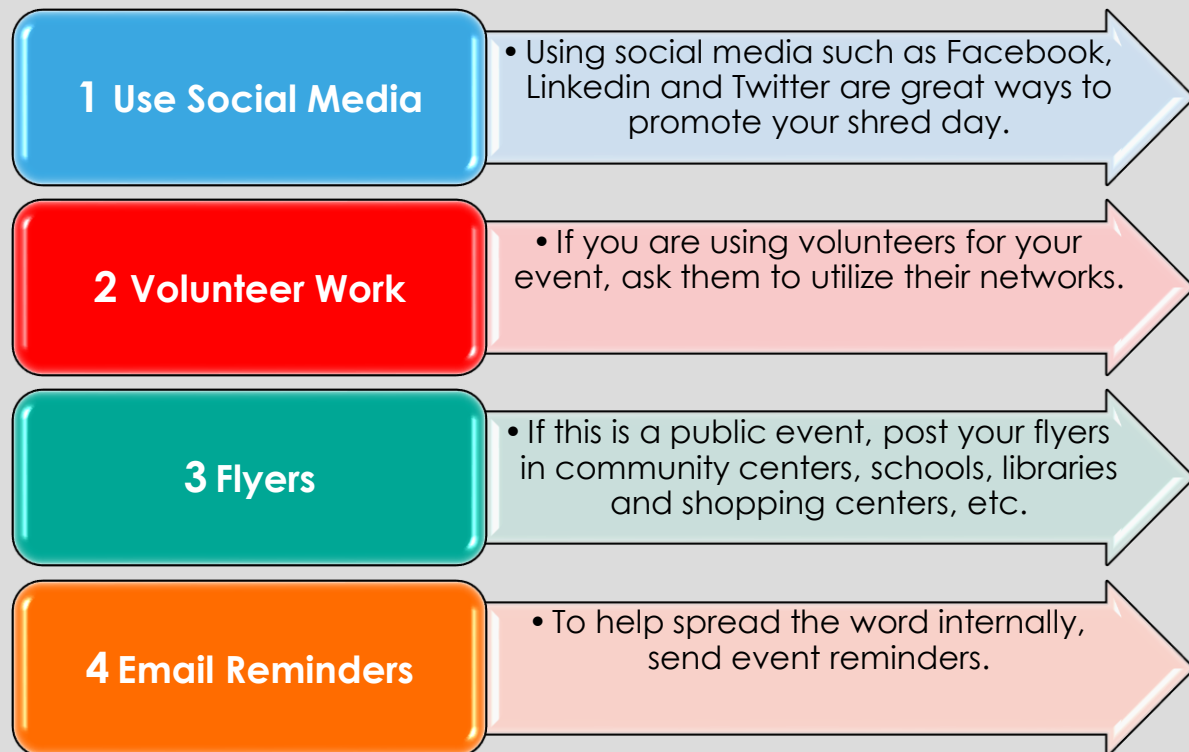 1 Use Social Media
• Using social media such as Facebook,
Linkedin and Twitter are great ways to
promote your shred day.
2 Volunteer Work
• If you are using volunteers for your
event, ask them to utilize their networks.
3 Flyers
• If this is a public event, post your flyers
in community centers, schools, libraries
and shopping centers, etc.
4 Email Reminders
• To help spread the word internally,
send event reminders.